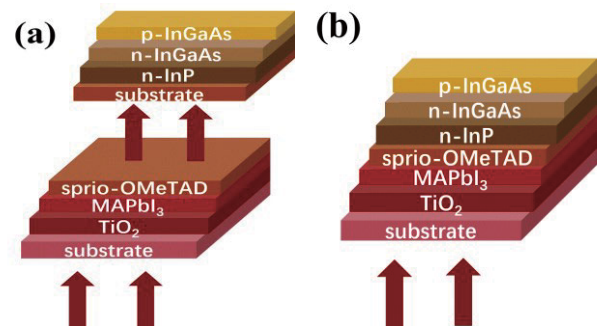 (a)
p-InGaAs
n-InGaAs
n-InP
substrate
sprio-OMeTAD
MAPbI₃
TiO₂
substrate
(b)
p-InGaAs
n-InGaAs
n-InP
sprio-OMeTAD
MAPbI₃
TiO₂
substrate